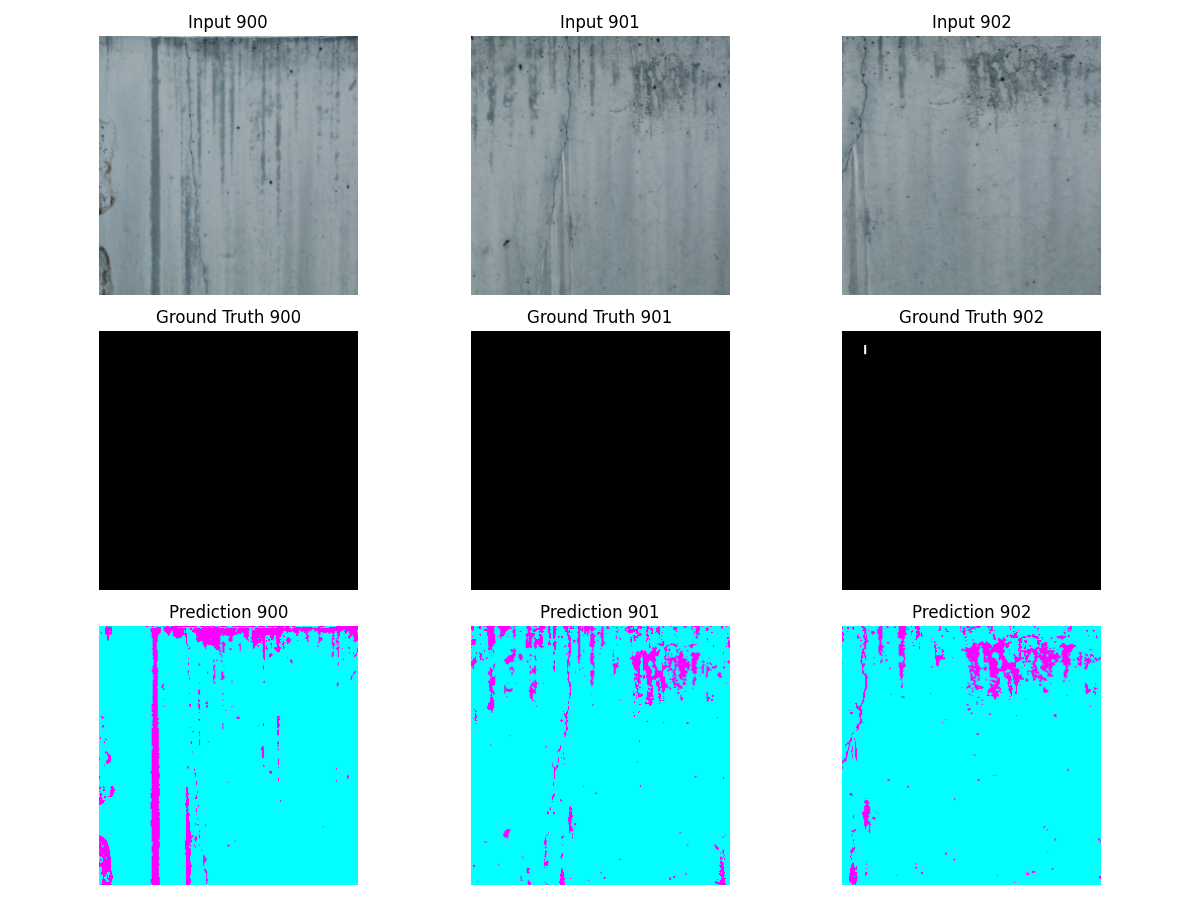 Input 900
Input 901
Input 902
Ground Truth 900
Ground Truth 901
Ground Truth 902
Prediction 900
Prediction 901
Prediction 902